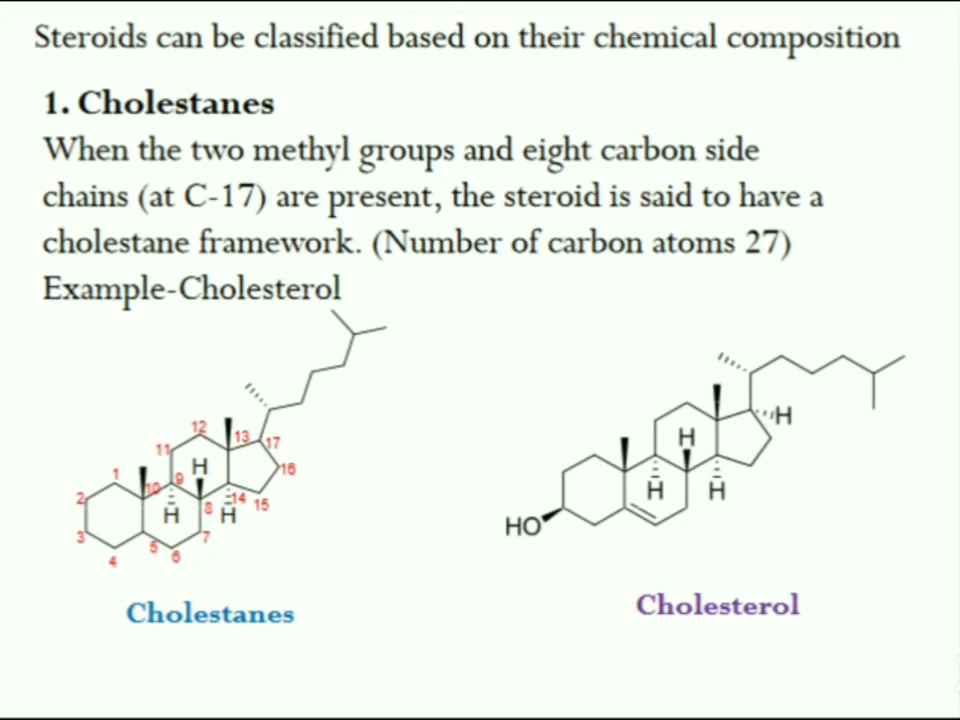 Steroids can be classified based on their chemical composition
1. Cholestanes
When the two methyl groups and eight carbon side
chains (at C-17) are present, the steroid is said to have a
cholestane framework. (Number of carbon atoms 27)
Example-Cholesterol
12
13
17
11
H
16
1
9
10
2
14
15
8
H
H
3
7
5
6
4
H
H
H
H
HO
Cholestanes
Cholesterol